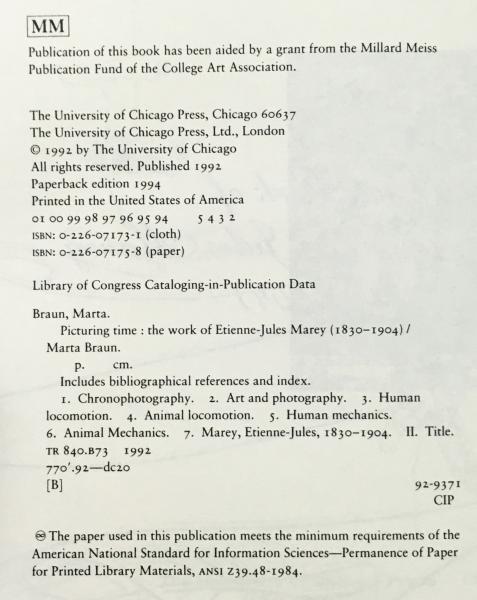 MM
Publication of this book has been aided by a grant from the Millard Meiss
Publication Fund of the College Art Association.
The University of Chicago Press, Chicago 60637
The University of Chicago Press, Ltd., London
© 1992 by The University of Chicago
All rights reserved. Published 1992
Paperback edition 1994
Printed in the United States of America
01 00 99 98 97 96 95 94 5 4 3 2
ISBN: 0-226-07173-1 (cloth)
ISBN: 0-226-07175-8 (paper)
Library of Congress Cataloging-in-Publication Data
Braun, Marta.
Picturing time : the work of Etienne-Jules Marey (1830–1904) /
Marta Braun.
p. cm.
Includes bibliographical references and index.
1. Chronophotography. 2. Art and photography. 3. Human
locomotion. 4. Animal locomotion. 5. Human mechanics.
6. Animal Mechanics. 7. Marey, Etienne-Jules, 1830–1904. II. Title.
TR 840.B73 1992
770'.92—dc20
[B] 92-9371
CIP
♾ The paper used in this publication meets the minimum requirements of the
American National Standard for Information Sciences—Permanence of Paper
for Printed Library Materials, ANSI Z39.48-1984.